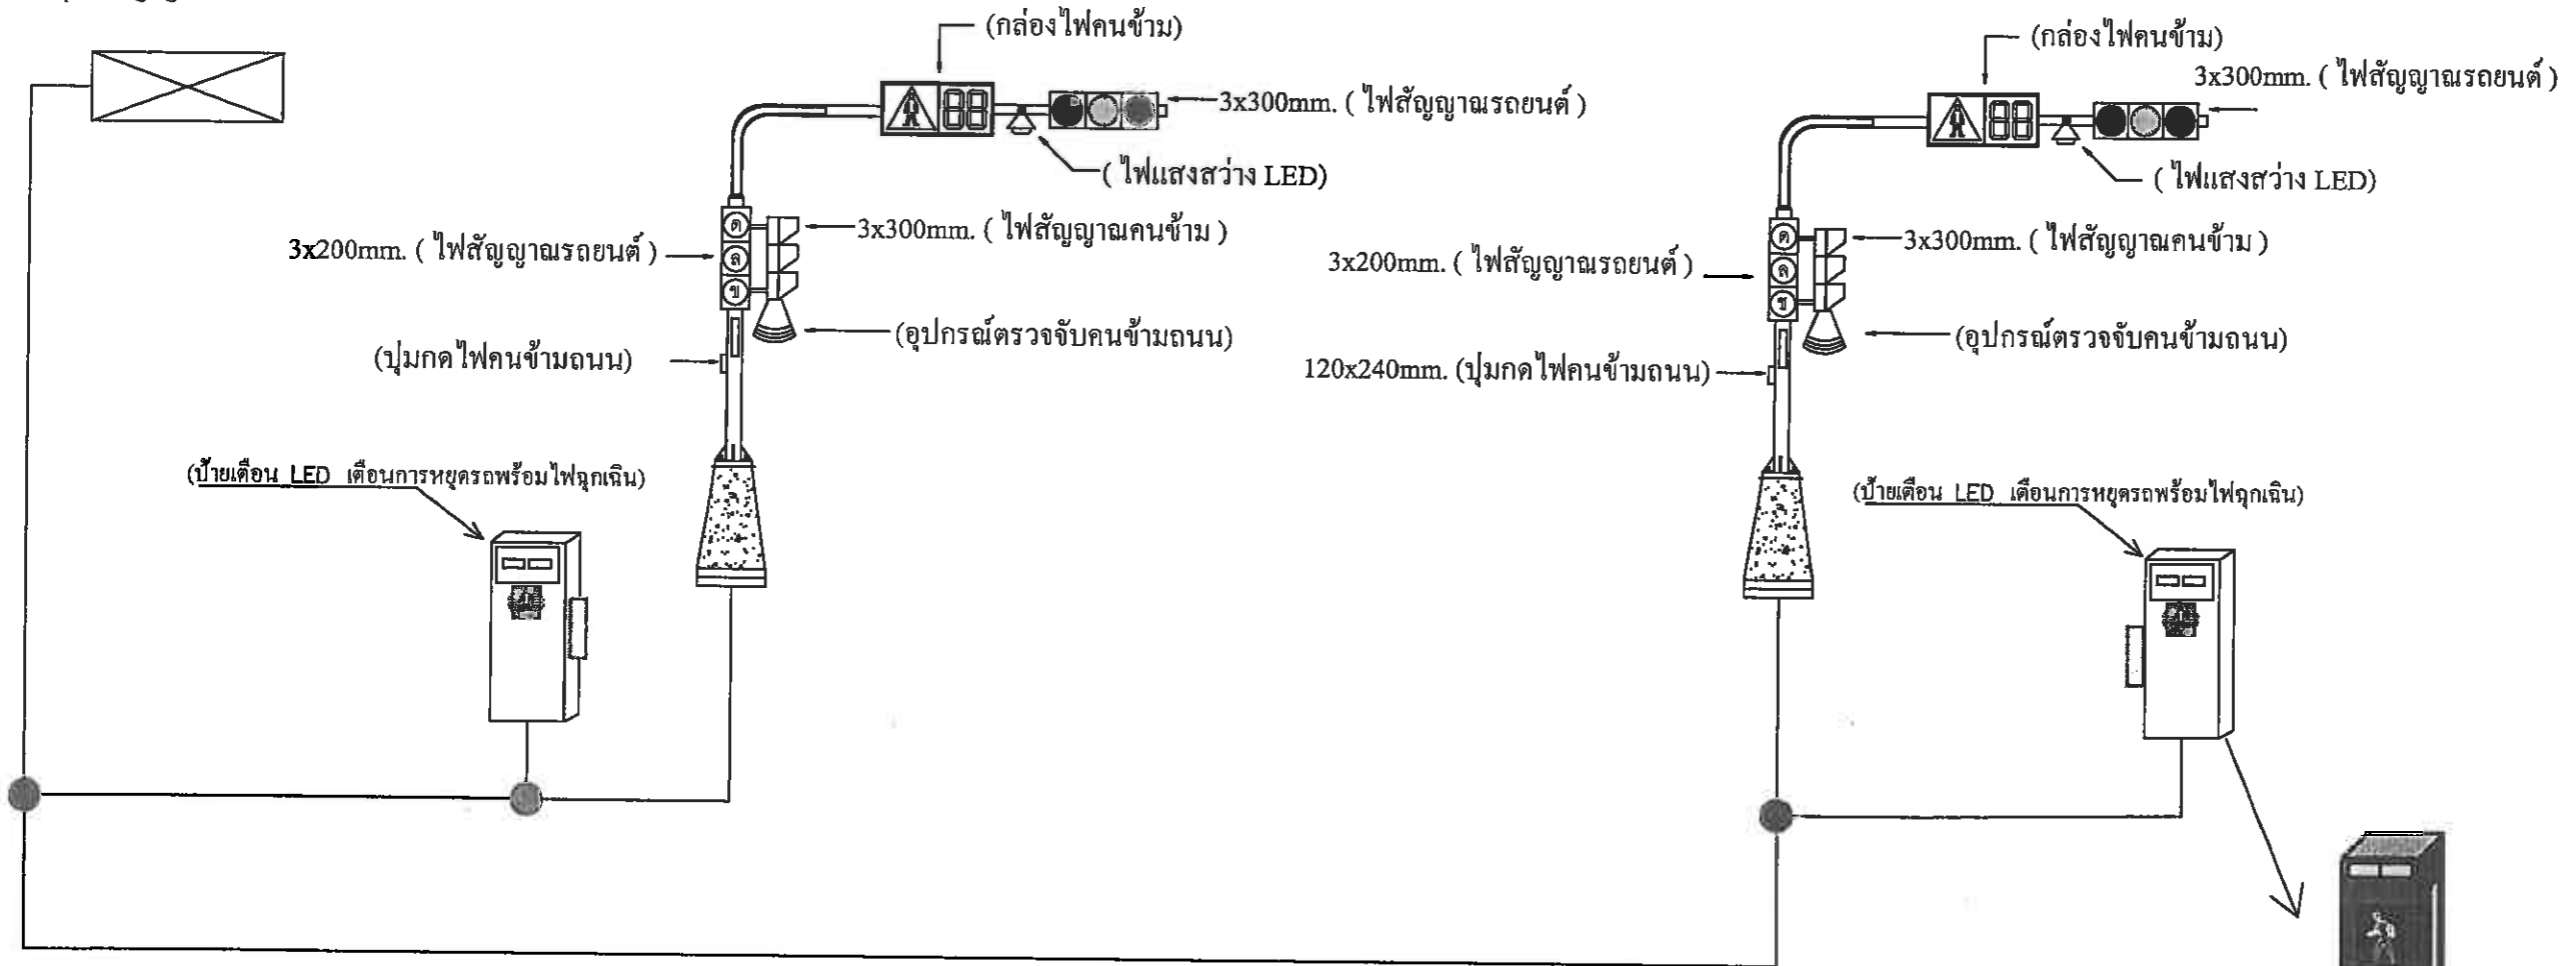 (กล่องไฟคนข้าม)
3x300mm. ( ไฟสัญญาณรถยนต์ )
( ไฟแสงสว่าง LED)
3x300mm. ( ไฟสัญญาณคนข้าม )
3x200mm. ( ไฟสัญญาณรถยนต์ )
ด
ล
ข
(อุปกรณ์ตรวจจับคนข้ามถนน)
(ปุ่มกดไฟคนข้ามถนน)
(ป้ายเตือน LED เตือนการหยุดรถพร้อมไฟฉุกเฉิน)
88
(กล่องไฟคนข้าม)
3x300mm. ( ไฟสัญญาณรถยนต์ )
( ไฟแสงสว่าง LED)
3x300mm. ( ไฟสัญญาณคนข้าม )
3x200mm. ( ไฟสัญญาณรถยนต์ )
ด
ล
ข
(อุปกรณ์ตรวจจับคนข้ามถนน)
120x240mm. (ปุ่มกดไฟคนข้ามถนน)
(ป้ายเตือน LED เตือนการหยุดรถพร้อมไฟฉุกเฉิน)
88